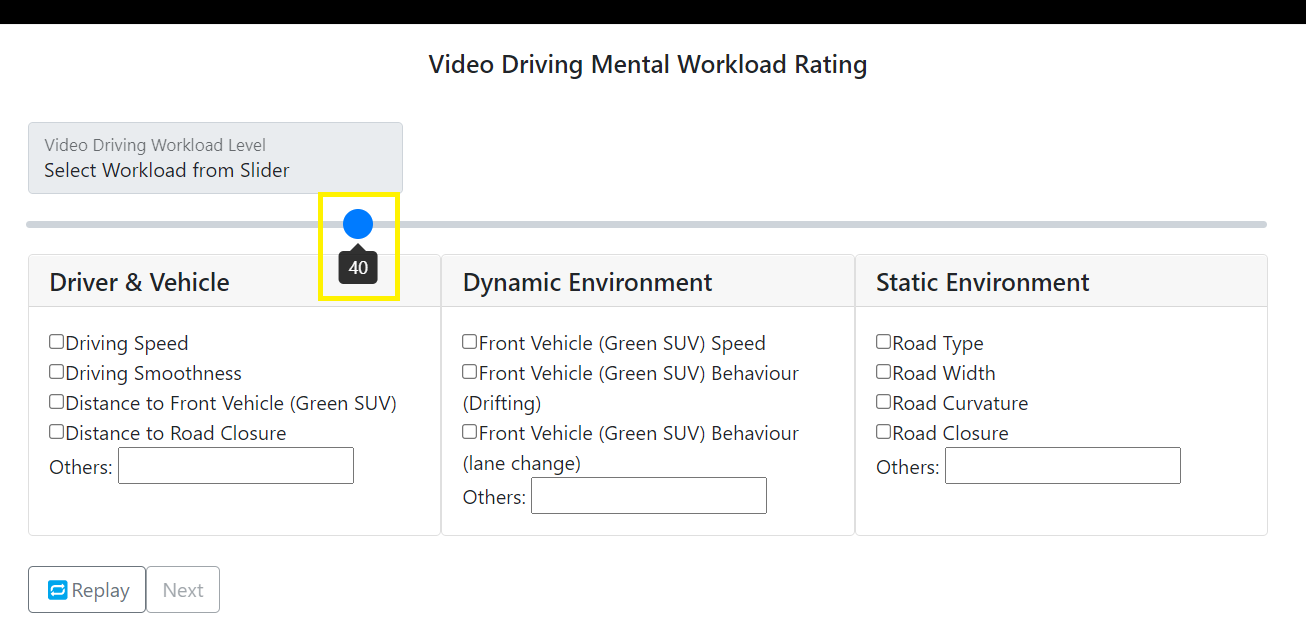 Video Driving Mental Workload Rating
Video Driving Workload Level
Select Workload from Slider
40
Driver & Vehicle
Driving Speed
Driving Smoothness
Distance to Front Vehicle (Green SUV)
Distance to Road Closure
Others:
Dynamic Environment
Front Vehicle (Green SUV) Speed
Front Vehicle (Green SUV) Behaviour
(Drifting)
Front Vehicle (Green SUV) Behaviour
(lane change)
Others:
Static Environment
Road Type
Road Width
Road Curvature
Road Closure
Others:
Replay
Next